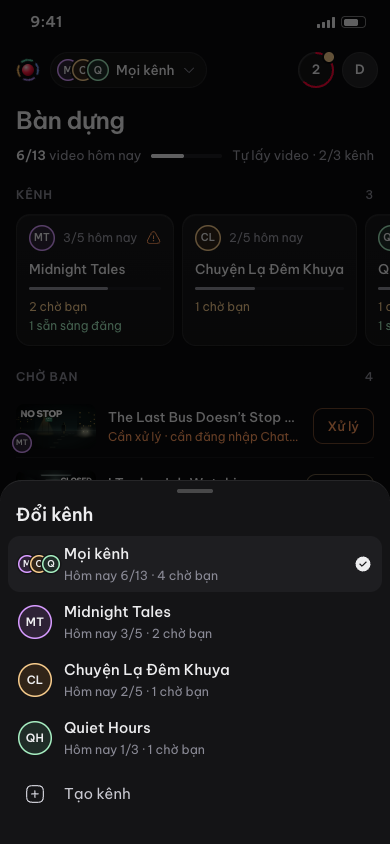 9:41
M C Q Mọi kênh
2 D
Bàn dựng
6/13 video hôm nay Tự lấy video · 2/3 kênh
KÊNH 3
MT 3/5 hôm nay CL 2/5 hôm nay
Midnight Tales Chuyện Lạ Đêm Khuya Q
2 chờ bạn 1 chờ bạn
1 sẵn sàng đăng
CHỜ BẠN 4
NO STOP
MT
The Last Bus Doesn't Stop ...
Cần xử lý · cần đăng nhập Chat...
Xử lý
Đổi kênh
M C Q Mọi kênh
Hôm nay 6/13 · 4 chờ bạn
MT Midnight Tales
Hôm nay 3/5 · 2 chờ bạn
CL Chuyện Lạ Đêm Khuya
Hôm nay 2/5 · 1 chờ bạn
QH Quiet Hours
Hôm nay 1/3 · 1 chờ bạn
Tạo kênh